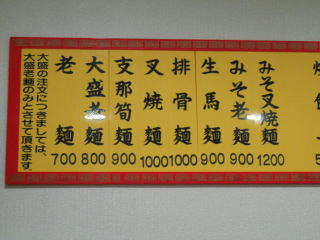 みそ叉焼麺 1200
みそ老麺 900
生馬麺 900
排骨麺 1000
叉焼麺 1000
支那筍麺 900
大盛老麺 800
老麺 700
大盛の注文につきましては、
大盛老麺のみとさせて頂きます。